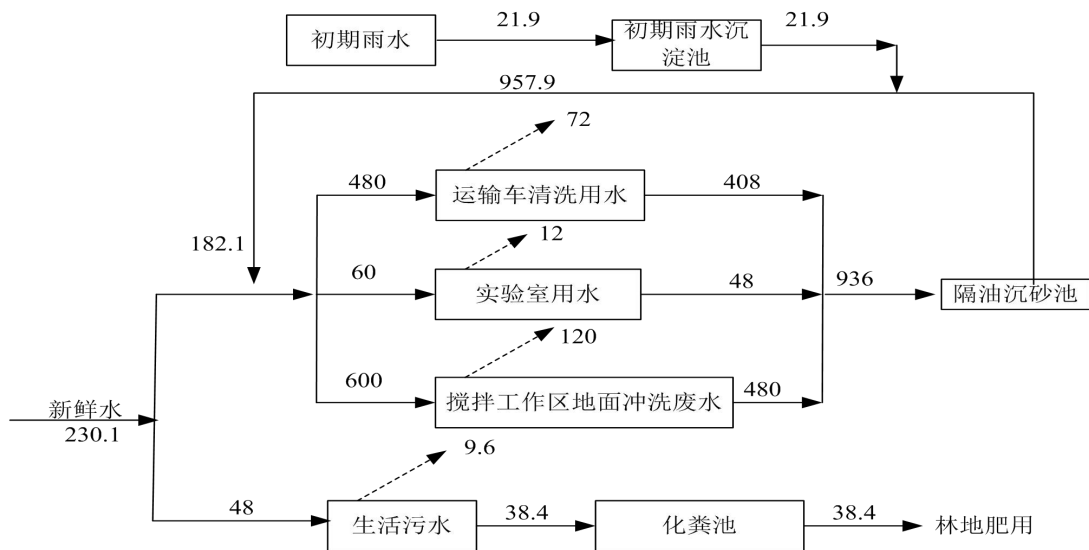 21.9
21.9
初期雨水
初期雨水沉
淀池
957.9
72
480
运输车清洗用水
408
182.1
12
60
实验室用水
48
936
隔油沉砂池
120
600
搅拌工作区地面冲洗废水
480
新鲜水
230.1
9.6
48
生活污水
38.4
化粪池
38.4
林地肥用